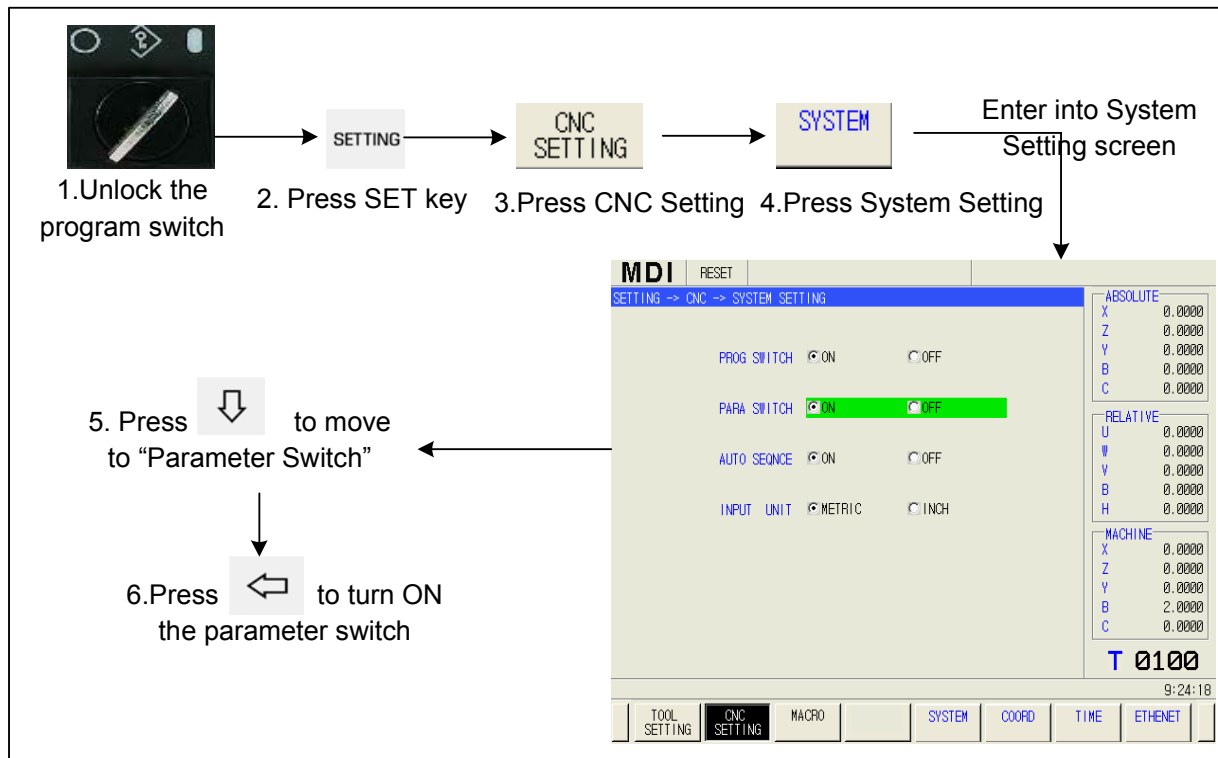 SETTING
CNC
SETTING
SYSTEM
Enter into System
Setting screen
1.Unlock the
program switch
2. Press SET key
3.Press CNC Setting
4.Press System Setting
MDI RESET
SETTING -> CNC -> SYSTEM SETTING
PROG SWITCH ON OFF
PARA SWITCH ON OFF
AUTO SEQNCE ON OFF
INPUT UNIT METRIC INCH
ABSOLUTE
X 0.0000
Z 0.0000
Y 0.0000
B 0.0000
C 0.0000
RELATIVE
U 0.0000
W 0.0000
V 0.0000
B 0.0000
H 0.0000
MACHINE
X 0.0000
Z 0.0000
Y 0.0000
B 2.0000
C 0.0000
T 0100
9:24:18
TOOL
SETTING
CNC
SETTING
MACRO
SYSTEM
COORD
TIME
ETHENET
5. Press to move
to “Parameter Switch”
6.Press to turn ON
the parameter switch